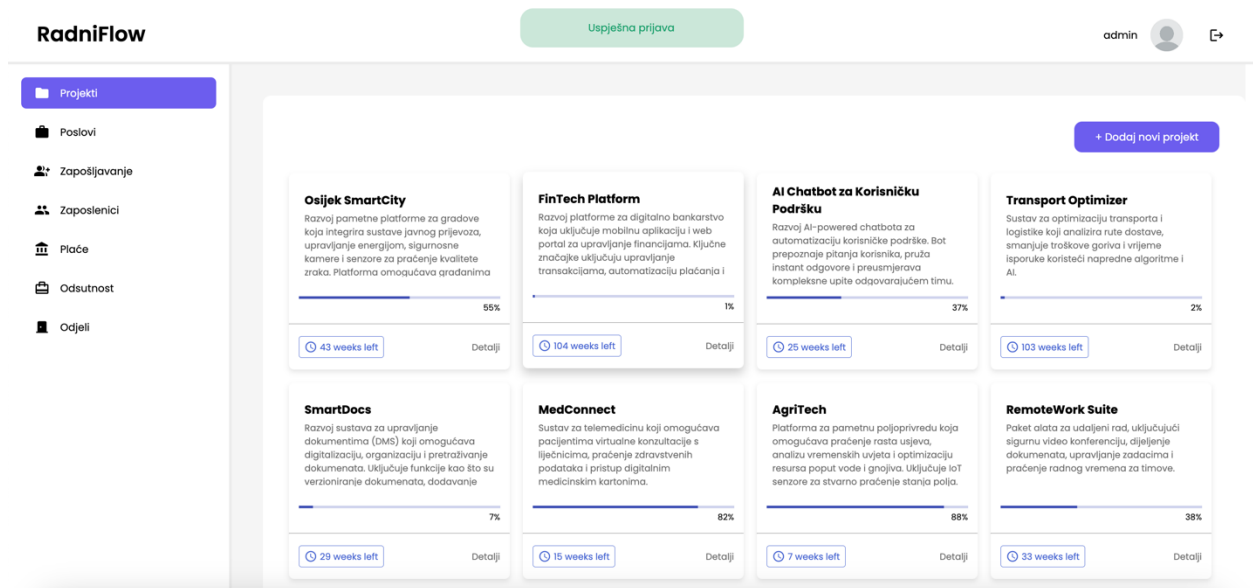 RadniFlow
Uspješna prijava
admin
Projekti
Poslovi
Zapošljavanje
Zaposlenici
Plaće
Odsutnost
Odjeli
+ Dodaj novi projekt
Osijek SmartCity
Razvoj pametne platforme za gradove
koja integrira sustave javnog prijevoza,
upravljanje energijom, sigurnosne
kamere i senzore za praćenje kvalitete
zraka. Platforma omogućava građanima
55%
43 weeks left
Detalji
FinTech Platform
Razvoj platforme za digitalno bankarstvo
koja uključuje mobilnu aplikaciju i web
portal za upravljanje financijama. Ključne
značajke uključuju upravljanje
transakcijama, automatizaciju plaćanja i
1%
104 weeks left
Detalji
AI Chatbot za Korisničku
Podršku
Razvoj AI-powered chatbota za
automatizaciju korisničke podrške. Bot
prepoznaje pitanja korisnika, pruža
instant odgovore i preusmjerava
kompleksne upite odgovarajućem timu.
37%
25 weeks left
Detalji
Transport Optimizer
Sustav za optimizaciju transporta i
logistike koji analizira rute dostave,
smanjuje troškove goriva i vrijeme
isporuke koristeći napredne algoritme i
AI.
2%
103 weeks left
Detalji
SmartDocs
Razvoj sustava za upravljanje
dokumentima (DMS) koji omogućava
digitalizaciju, organizaciju i pretraživanje
dokumenata. Uključuje funkcije kao što su
verzioniranje dokumenata, dodavanje
7%
29 weeks left
Detalji
MedConnect
Sustav za telemedicinu koji omogućava
pacijentima virtualne konzultacije s
liječnicima, praćenje zdravstvenih
podataka i pristup digitalnim
medicinskim kartonima.
82%
15 weeks left
Detalji
AgriTech
Platforma za pametnu poljoprivredu koja
omogućava praćenje rasta usjeva,
analizu vremenskih uvjeta i optimizaciju
resursa poput vode i gnojiva. Uključuje IoT
senzore za stvarno praćenje stanja polja.
88%
7 weeks left
Detalji
RemoteWork Suite
Paket alata za udaljeni rad, uključujući
sigurnu video konferenciju, dijeljenje
dokumenata, upravljanje zadacima i
praćenje radnog vremena za timove.
38%
33 weeks left
Detalji